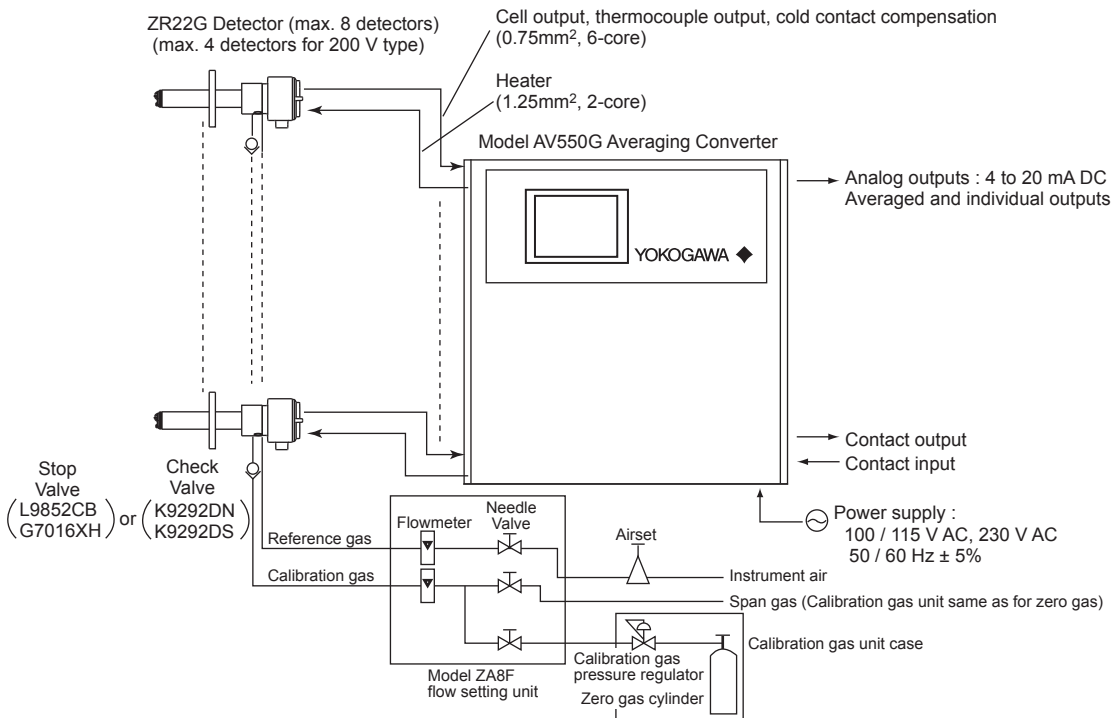 ZR22G Detector (max. 8 detectors)
(max. 4 detectors for 200 V type)
Cell output, thermocouple output, cold contact compensation
(0.75mm², 6-core)
Heater
(1.25mm², 2-core)
Model AV550G Averaging Converter
YOKOGAWA
Analog outputs : 4 to 20 mA DC
Averaged and individual outputs
Contact output
Contact input
Power supply :
100 / 115 V AC, 230 V AC
50 / 60 Hz ± 5%
Stop
Valve
(L9852CB
G7016XH)
or
Check
Valve
(K9292DN
K9292DS)
Flowmeter
Needle
Valve
Reference gas
Calibration gas
Airset
Instrument air
Span gas (Calibration gas unit same as for zero gas)
Calibration gas unit case
Calibration gas
pressure regulator
Zero gas cylinder
Model ZA8F
flow setting unit